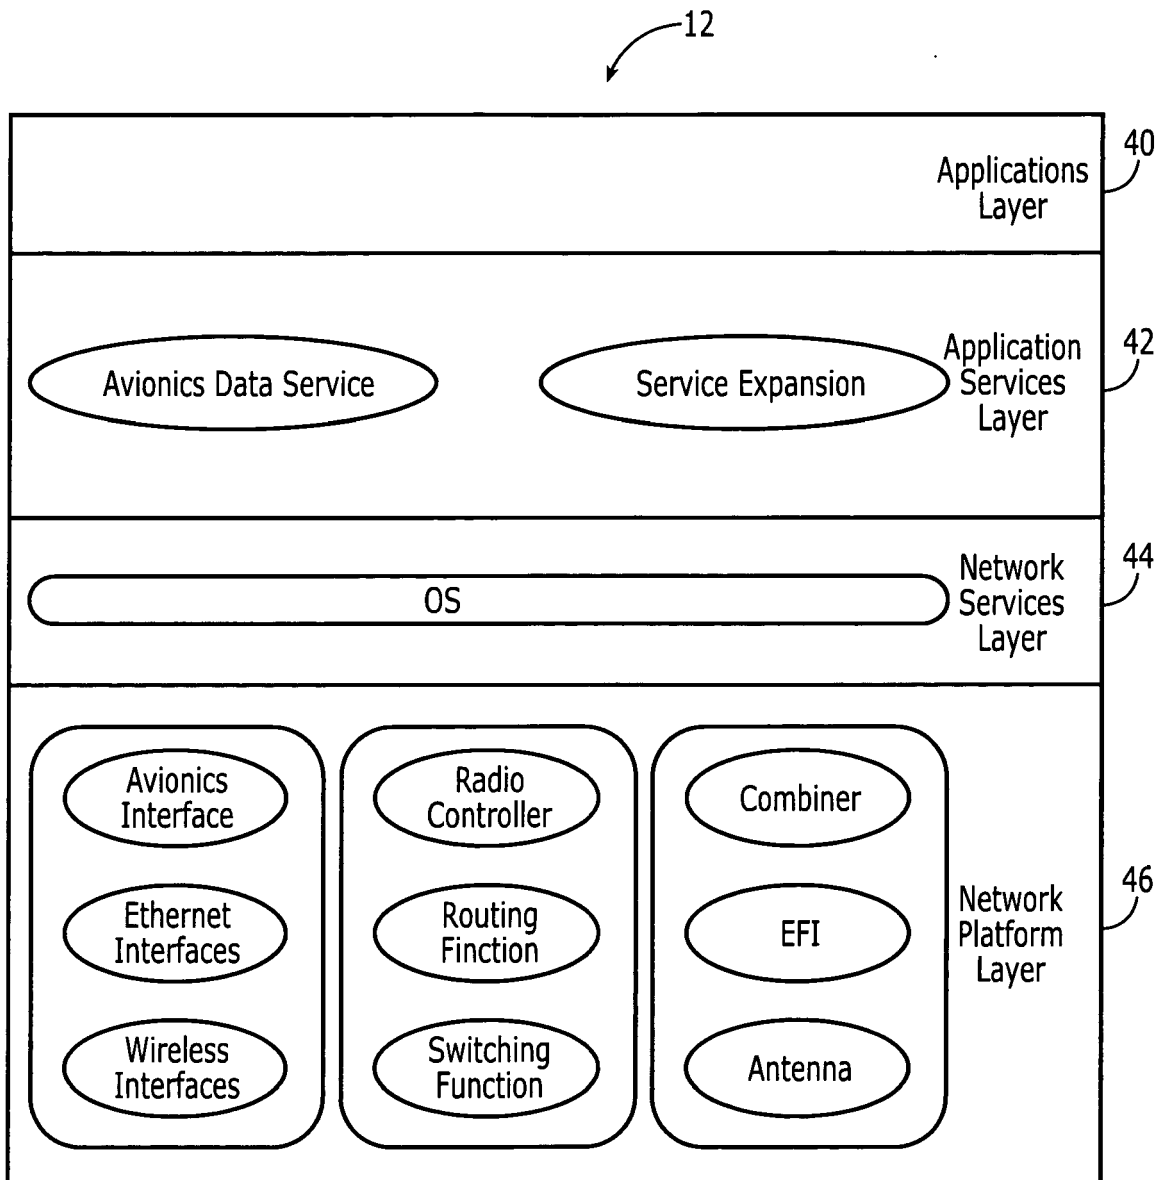 12
40
Applications
Layer
42
Avionics Data Service
Service Expansion
Application
Services
Layer
44
OS
Network
Services
Layer
Avionics
Interface
Radio
Controller
Combiner
46
Ethernet
Interfaces
Routing
Finction
EFI
Network
Platform
Layer
Wireless
Interfaces
Switching
Function
Antenna